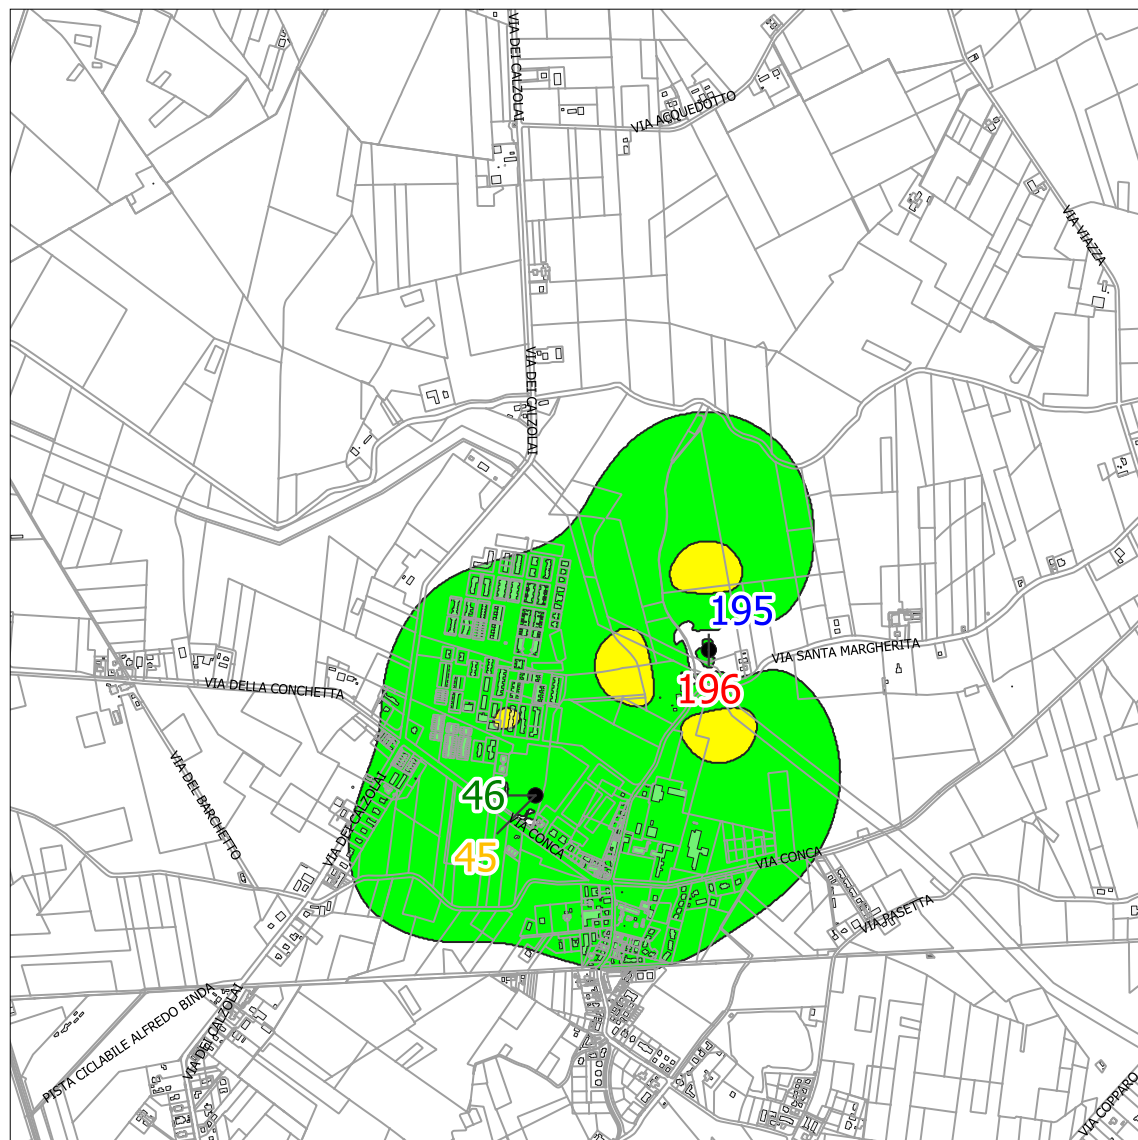 VIA DEI CALZOLAI
VIA ACQUEDOTTO
VIA VIAZZA
VIA DEI CALZOLAI
195
VIA SANTA MARGHERITA
VIA DELLA CONCHETTA
196
VIA DEL BARCHETTO
46
VIA DEI CALZOLAI
VIA CONCA
45
VIA CONCA
VIA PASETTA
PISTA CICLABILE ALFREDO BINDA
VIA DEI CALZOLAI
VIA COPPARO